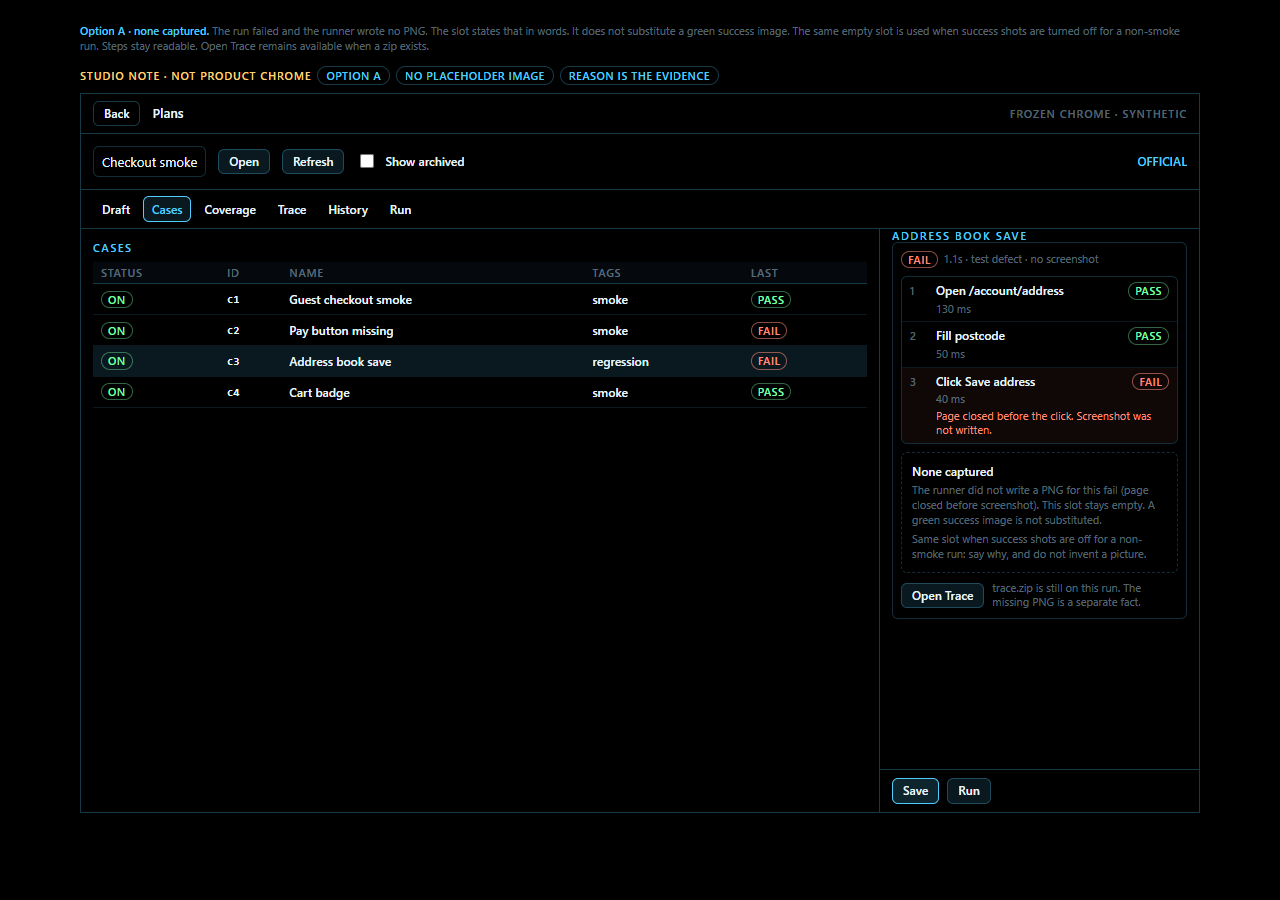 Option A · none captured. The run failed and the runner wrote no PNG. The slot states that in words. It does not substitute a green success image. The same empty slot is used when success shots are turned off for a non-smoke
run. Steps stay readable. Open Trace remains available when a zip exists.
STUDIO NOTE · NOT PRODUCT CHROME OPTION A NO PLACEHOLDER IMAGE REASON IS THE EVIDENCE
Back Plans FROZEN CHROME · SYNTHETIC
Checkout smoke Open Refresh Show archived OFFICIAL
Draft Cases Coverage Trace History Run
CASES
STATUS ID NAME TAGS LAST
ON c1 Guest checkout smoke smoke PASS
ON c2 Pay button missing smoke FAIL
ON c3 Address book save regression FAIL
ON c4 Cart badge smoke PASS
ADDRESS BOOK SAVE
FAIL 1.1s · test defect · no screenshot
1 Open /account/address PASS
130 ms
2 Fill postcode PASS
50 ms
3 Click Save address FAIL
40 ms
Page closed before the click. Screenshot was
not written.
None captured
The runner did not write a PNG for this fail (page
closed before screenshot). This slot stays empty. A
green success image is not substituted.
Same slot when success shots are off for a non-
smoke run: say why, and do not invent a picture.
Open Trace
trace.zip is still on this run. The
missing PNG is a separate fact.
Save Run